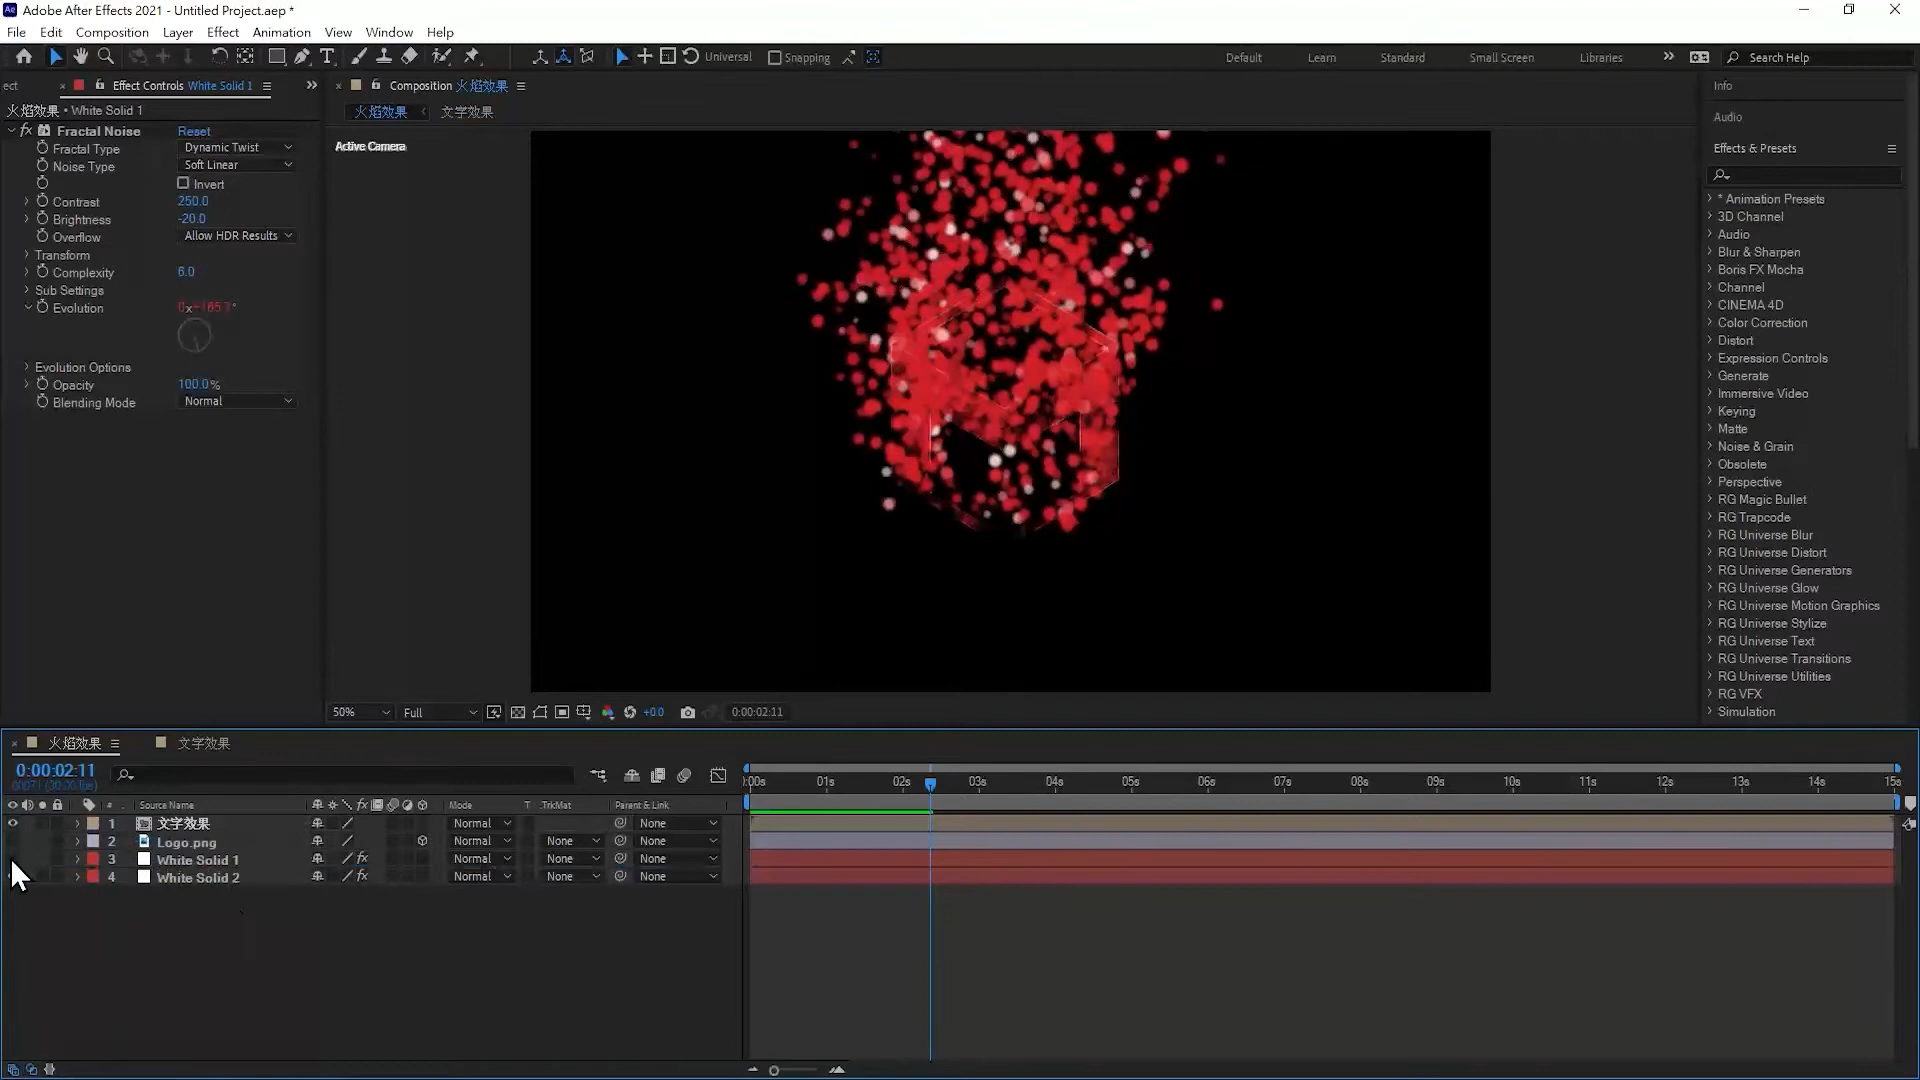 Adobe After Effects 2021 - Untitled Project.aep *
File Edit Composition Layer Effect Animation View Window Help
Universal Snapping Default Learn Standard Small Screen Libraries Search Help
ect Effect Controls White Solid 1
火焰效果 • White Solid 1
fx Fractal Noise Reset
Fractal Type Dynamic Twist
Noise Type Soft Linear
Invert
Contrast 250.0
Brightness -20.0
Overflow Allow HDR Results
Transform
Complexity 6.0
Sub Settings
Evolution
Evolution Options
Opacity 100.0%
Blending Mode Normal
Composition 火焰效果
火焰效果 文字效果
Active Camera
50% Full +0.0 0:00:02:11
Info
Audio
Effects & Presets
* Animation Presets
3D Channel
Audio
Blur & Sharpen
Boris FX Mocha
Channel
CINEMA 4D
Color Correction
Distort
Expression Controls
Generate
Immersive Video
Keying
Matte
Noise & Grain
Obsolete
Perspective
RG Magic Bullet
RG Trapcode
RG Universe Blur
RG Universe Distort
RG Universe Generators
RG Universe Glow
RG Universe Motion Graphics
RG Universe Stylize
RG Universe Text
RG Universe Transitions
RG Universe Utilities
RG VFX
Simulation
火焰效果 文字效果
0:00:02:11
00071 (30.00 fps)
# Source Name fx Mode T .TrkMat Parent & Link
1 文字效果 Normal None
2 Logo.png Normal None None
3 White Solid 1 fx Normal None None
4 White Solid 2 fx Normal None None
):00s 01s 02s 03s 04s 05s 06s 07s 08s 09s 10s 11s 12s 13s 14s 15s